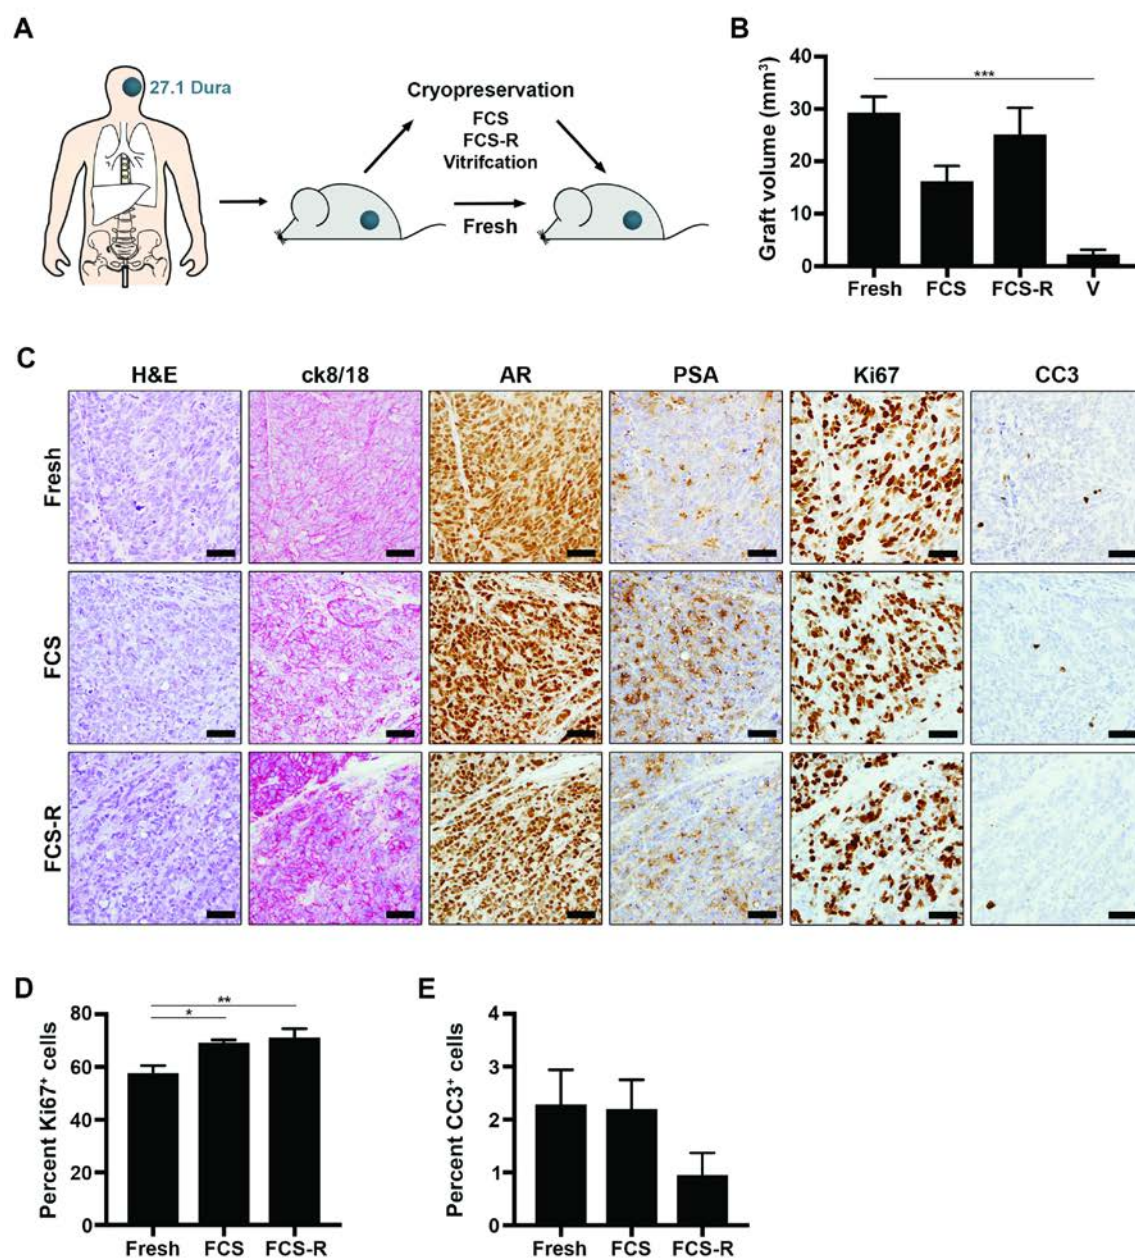 A
27.1 Dura
Cryopreservation
FCS
FCS-R
Vitrifcation
Fresh
B
Graft volume (mm³)
40
30
20
10
0
***
Fresh FCS FCS-R V
C
H&E ck8/18 AR PSA Ki67 CC3
Fresh
FCS
FCS-R
D
Percent Ki67⁺ cells
80
60
40
20
0
**
*
Fresh FCS FCS-R
E
Percent CC3⁺ cells
4
3
2
1
0
Fresh FCS FCS-R